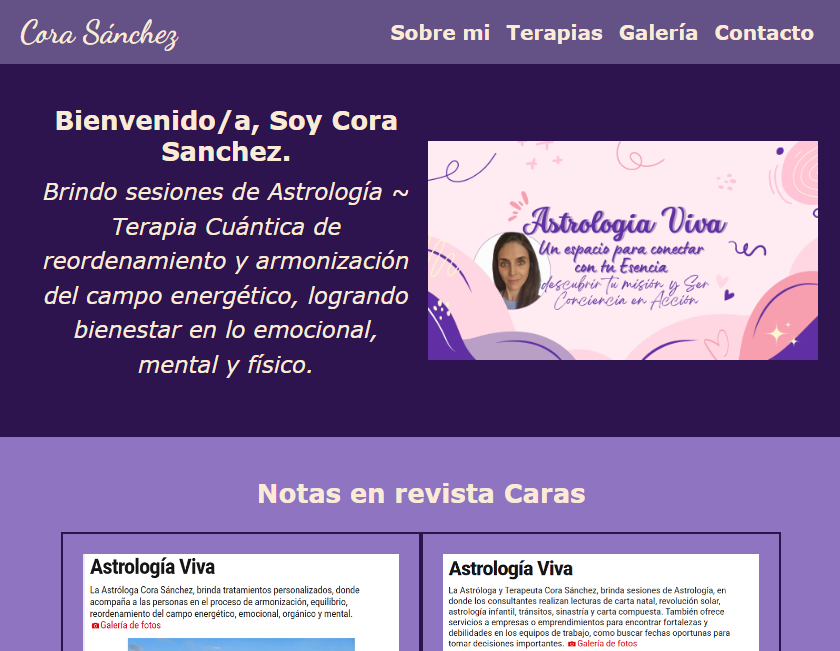 Cora Sánchez
Sobre mi Terapias Galería Contacto
Bienvenido/a, Soy Cora
Sanchez.
Brindo sesiones de Astrología ~
Terapia Cuántica de
reordenamiento y armonización
del campo energético, logrando
bienestar en lo emocional,
mental y físico.
Astrologia Viva
Un espacio para conectar
con tu Esencia
descubrir tu misión y Ser
Conciencia en Acción
Notas en revista Caras
Astrología Viva
La Astróloga Cora Sánchez, brinda tratamientos personalizados, donde
acompaña a las personas en el proceso de armonización, equilibrio,
reordenamiento del campo energético, emocional, orgánico y mental.
Galería de fotos
Astrología Viva
La Astróloga y Terapeuta Cora Sánchez, brinda sesiones de Astrología, en
donde los consultantes realizan lecturas de carta natal, revolución solar,
astrología infantil, tránsitos, sinastría y carta compuesta. También ofrece
servicios a empresas o emprendimientos para encontrar fortalezas y
debilidades en los equipos de trabajo, como buscar fechas oportunas para
tomar decisiones importantes. Galería de fotos